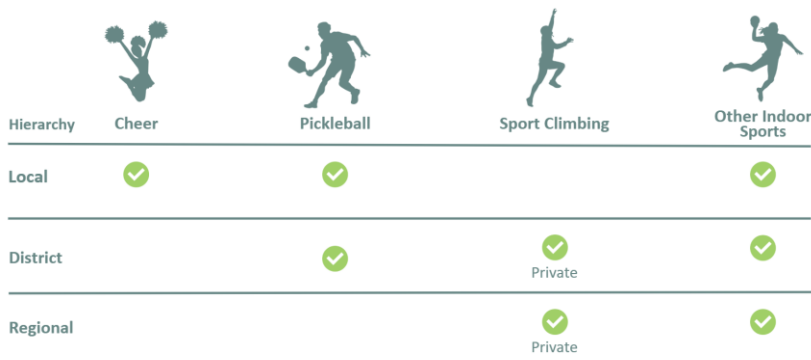 Hierarchy Cheer Pickleball Sport Climbing Other Indoor
Sports
Local
District
Private
Regional
Private